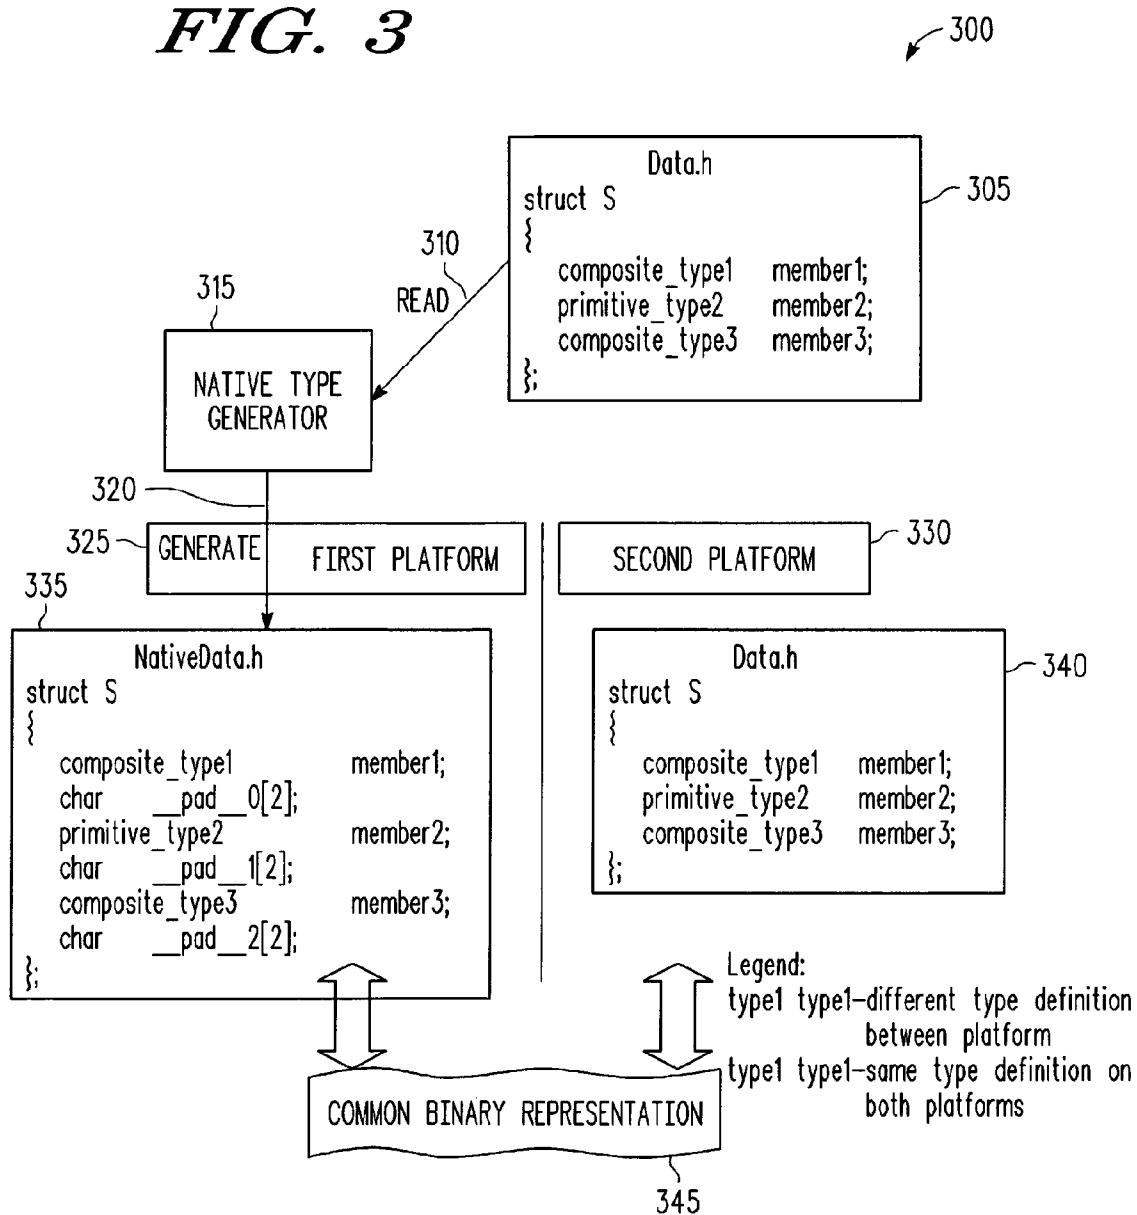 FIG. 3
300
Data.h
305
struct S
{
composite_type1 member1;
primitive_type2 member2;
composite_type3 member3;
};
310
READ
315
NATIVE TYPE
GENERATOR
320
325
GENERATE
FIRST PLATFORM
SECOND PLATFORM
330
335
NativeData.h
struct S
{
composite_type1 member1;
char __pad__0[2];
primitive_type2 member2;
char __pad__1[2];
composite_type3 member3;
char __pad__2[2];
};
Data.h
340
struct S
{
composite_type1 member1;
primitive_type2 member2;
composite_type3 member3;
};
Legend:
type1 type1-different type definition
between platform
type1 type1-same type definition on
both platforms
COMMON BINARY REPRESENTATION
345